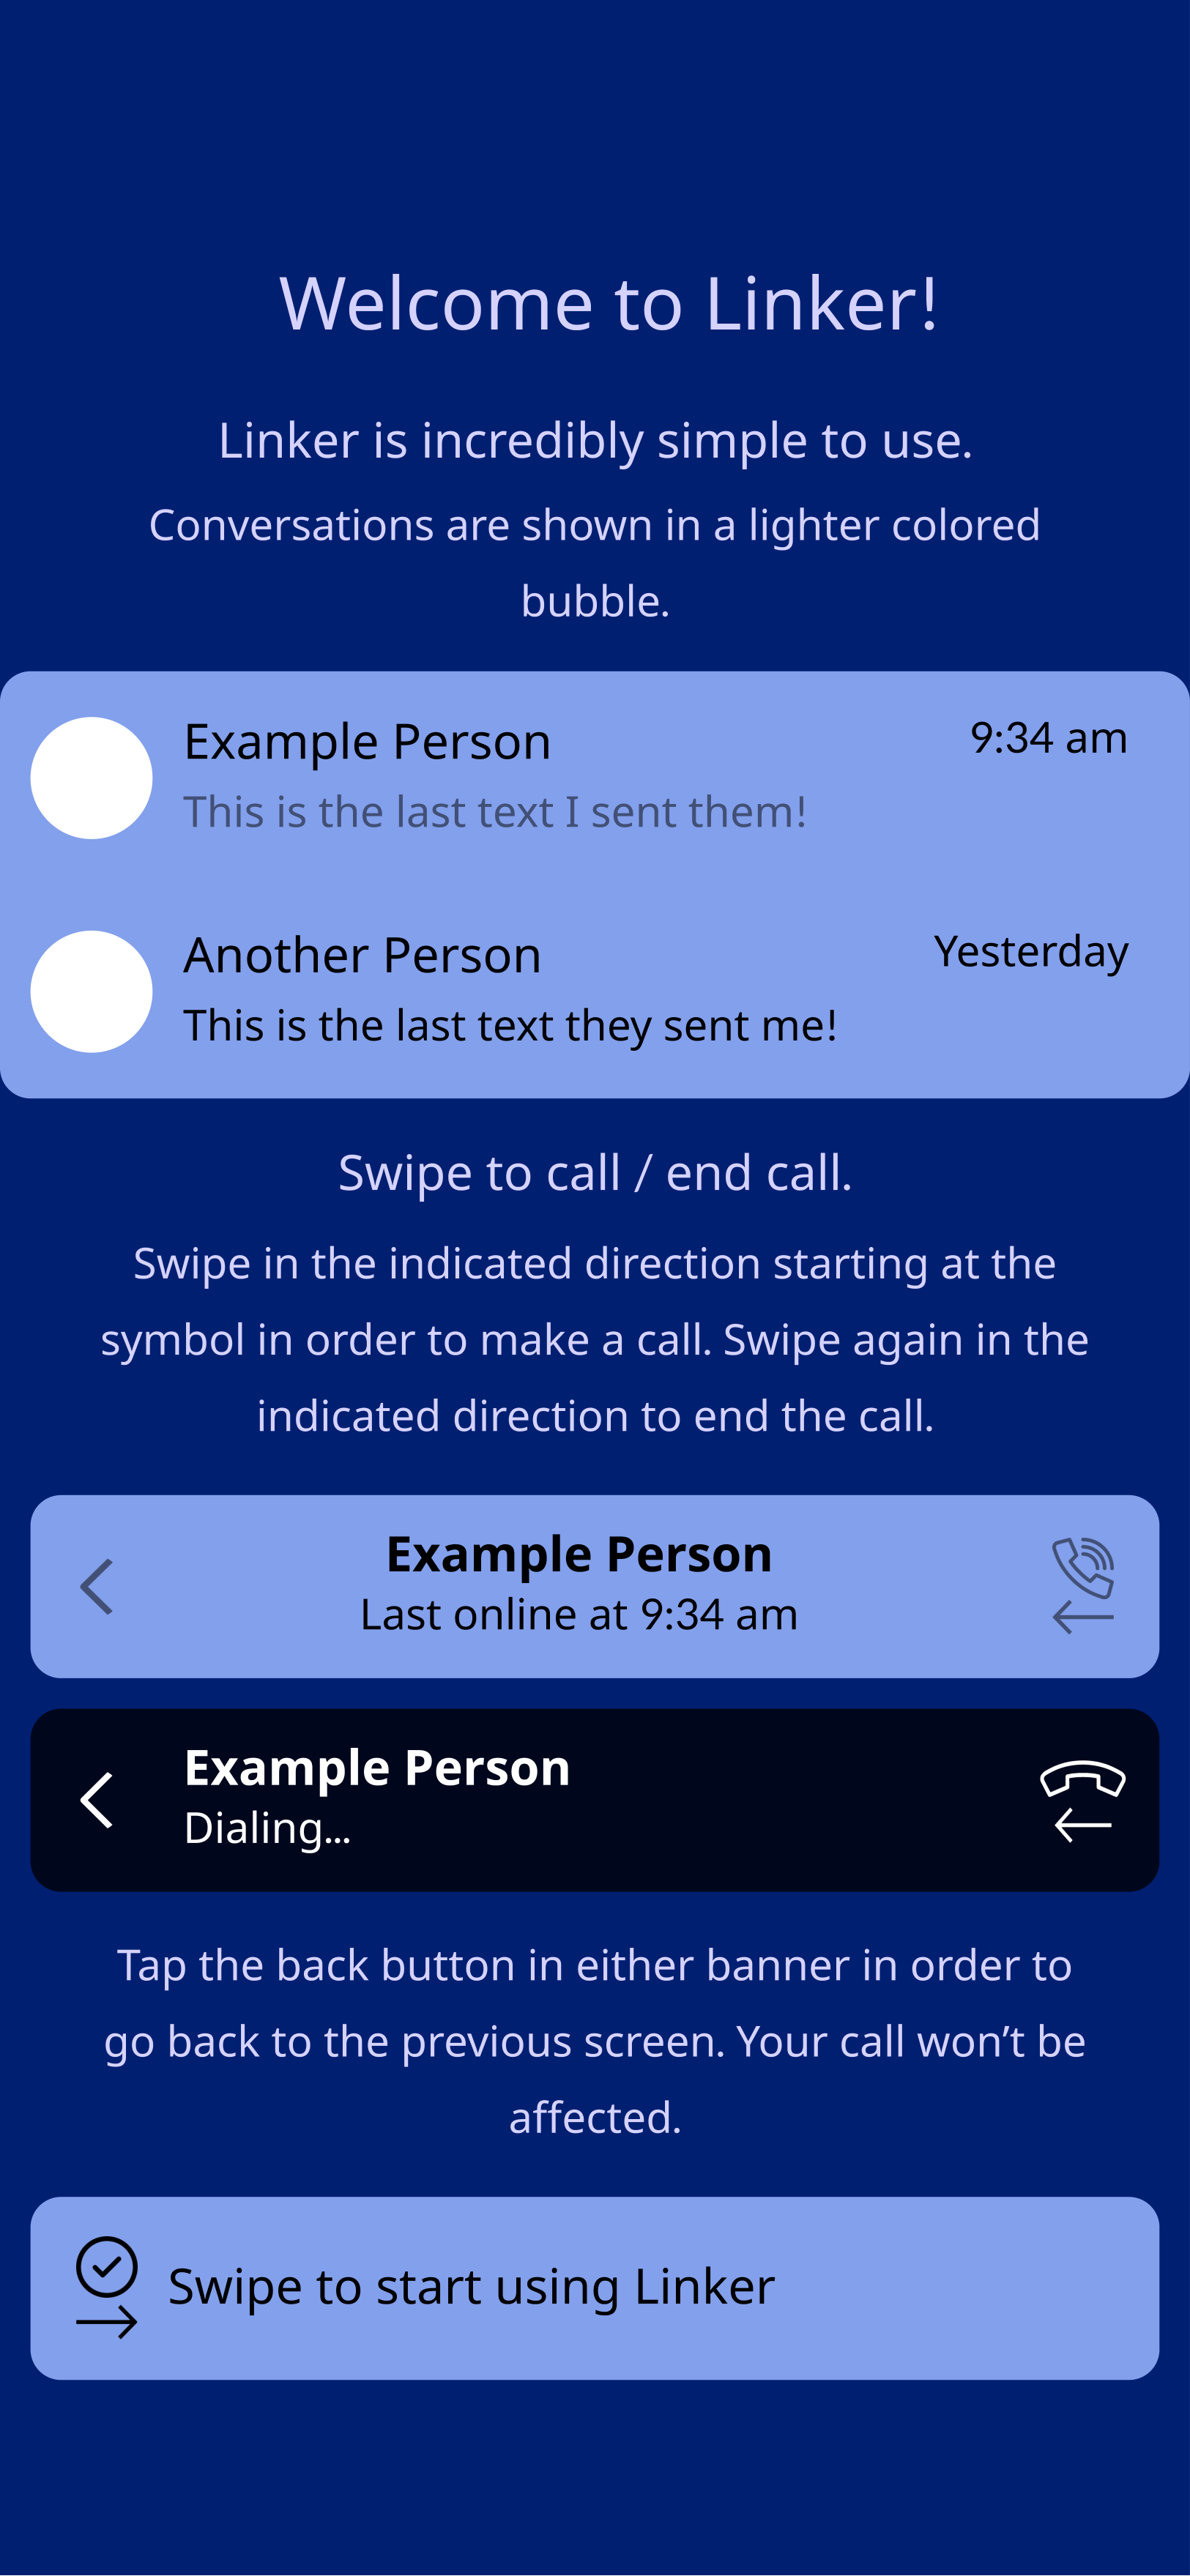 Welcome to Linker!
Linker is incredibly simple to use.
Conversations are shown in a lighter colored
bubble.
Example Person
9:34 am
This is the last text I sent them!
Another Person
Yesterday
This is the last text they sent me!
Swipe to call / end call.
Swipe in the indicated direction starting at the
symbol in order to make a call. Swipe again in the
indicated direction to end the call.
Example Person
Last online at 9:34 am
Example Person
Dialing...
Tap the back button in either banner in order to
go back to the previous screen. Your call won’t be
affected.
Swipe to start using Linker